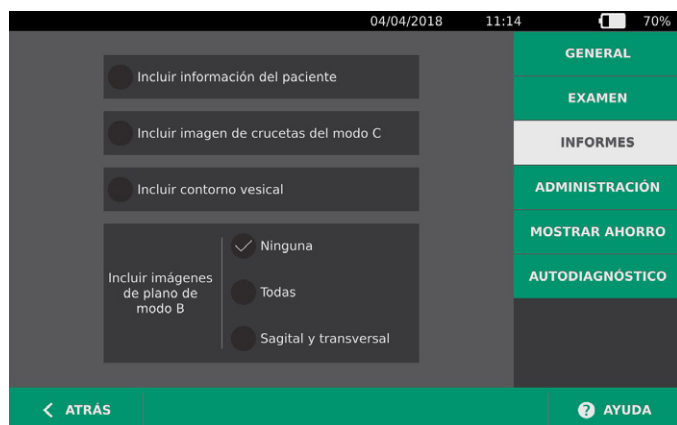 04/04/2018 11:14 70%
Incluir información del paciente
Incluir imagen de crucetas del modo C
Incluir contorno vesical
Incluir imágenes
de plano de
modo B
Ninguna
Todas
Sagital y transversal
GENERAL
EXAMEN
INFORMES
ADMINISTRACIÓN
MOSTRAR AHORRO
AUTODIAGNÓSTICO
ATRÁS
? AYUDA